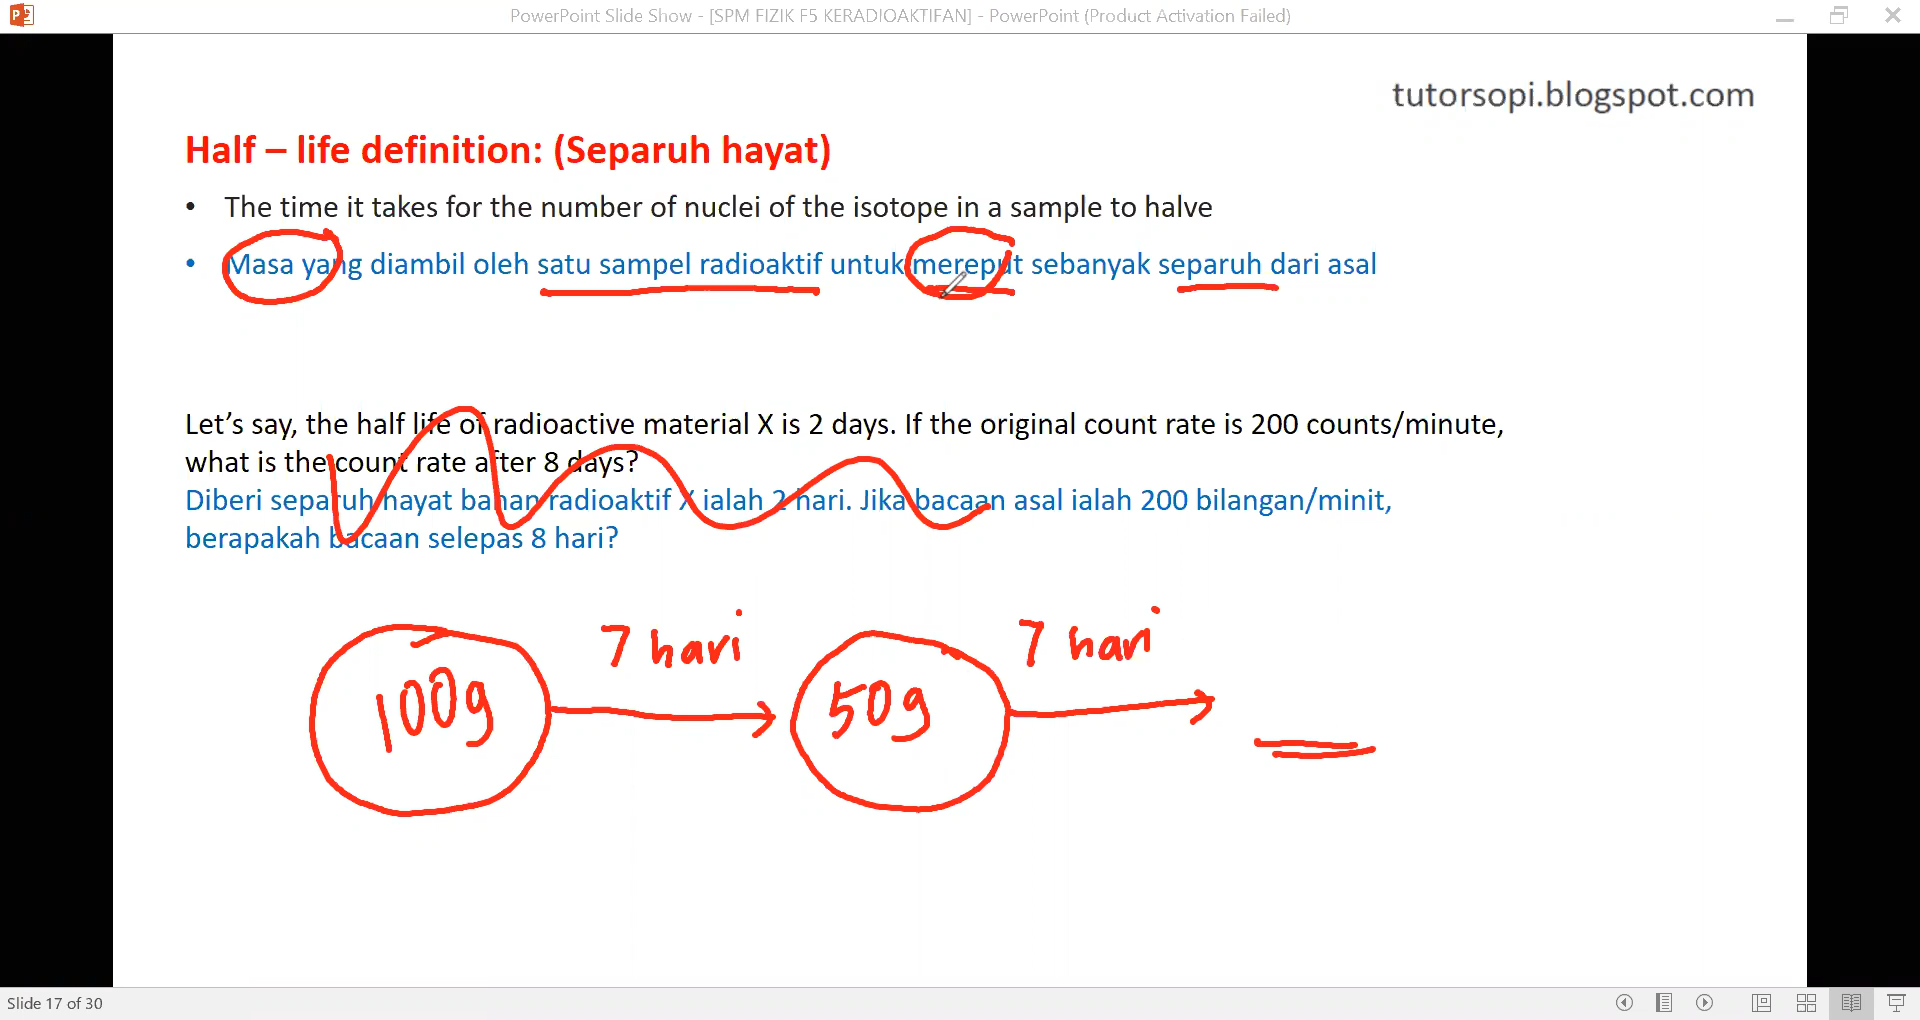 PowerPoint Slide Show - [SPM FIZIK F5 KERADIOAKTIFAN] - PowerPoint (Product Activation Failed)
tutorsopi.blogspot.com
Half – life definition: (Separuh hayat)
• The time it takes for the number of nuclei of the isotope in a sample to halve
• Masa yang diambil oleh satu sampel radioaktif untuk mereput sebanyak separuh dari asal
Let's say, the half life of radioactive material X is 2 days. If the original count rate is 200 counts/minute,
what is the count rate after 8 days?
Diberi separuh hayat bahan radioaktif X ialah 2 hari. Jika bacaan asal ialah 200 bilangan/minit,
berapakah bacaan selepas 8 hari?
7 hari 7 hari
100g 50g
Slide 17 of 30